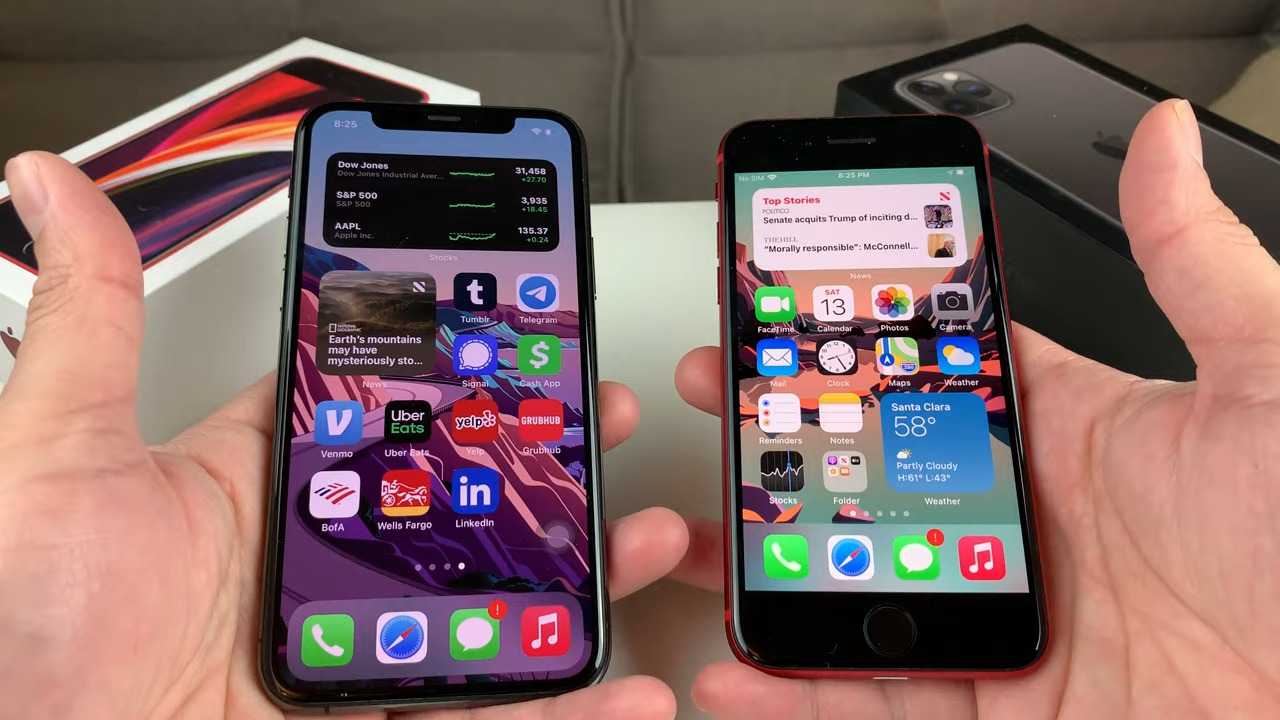 8:25
Dow Jones
Dow Jones Industrial Aver...
31,458
+27.70
S&P 500
S&P 500
3,935
+18.45
AAPL
Apple Inc.
135.37
+0.24
Stocks
NATIONAL
GEOGRAPHIC
Earth's mountains
may have
mysteriously sto...
News
t
Tumblr
Telegram
Signal
$
Cash App
V
Venmo
Uber
Eats
Uber Eats
yelp
Yelp
GRUBHUB
Grubhub
BofA
Wells Fargo
in
LinkedIn
!
No SIM
8:25 PM
Top Stories
POLITICO
Senate acquits Trump of inciting d...
THE HILL
“Morally responsible”: McConnell...
News
FaceTime
SAT
13
Calendar
Photos
Camera
Mail
Clock
280
Maps
Weather
Reminders
Notes
Santa Clara
58°
Partly Cloudy
H:61° L:43°
Weather
Stocks
Folder
!